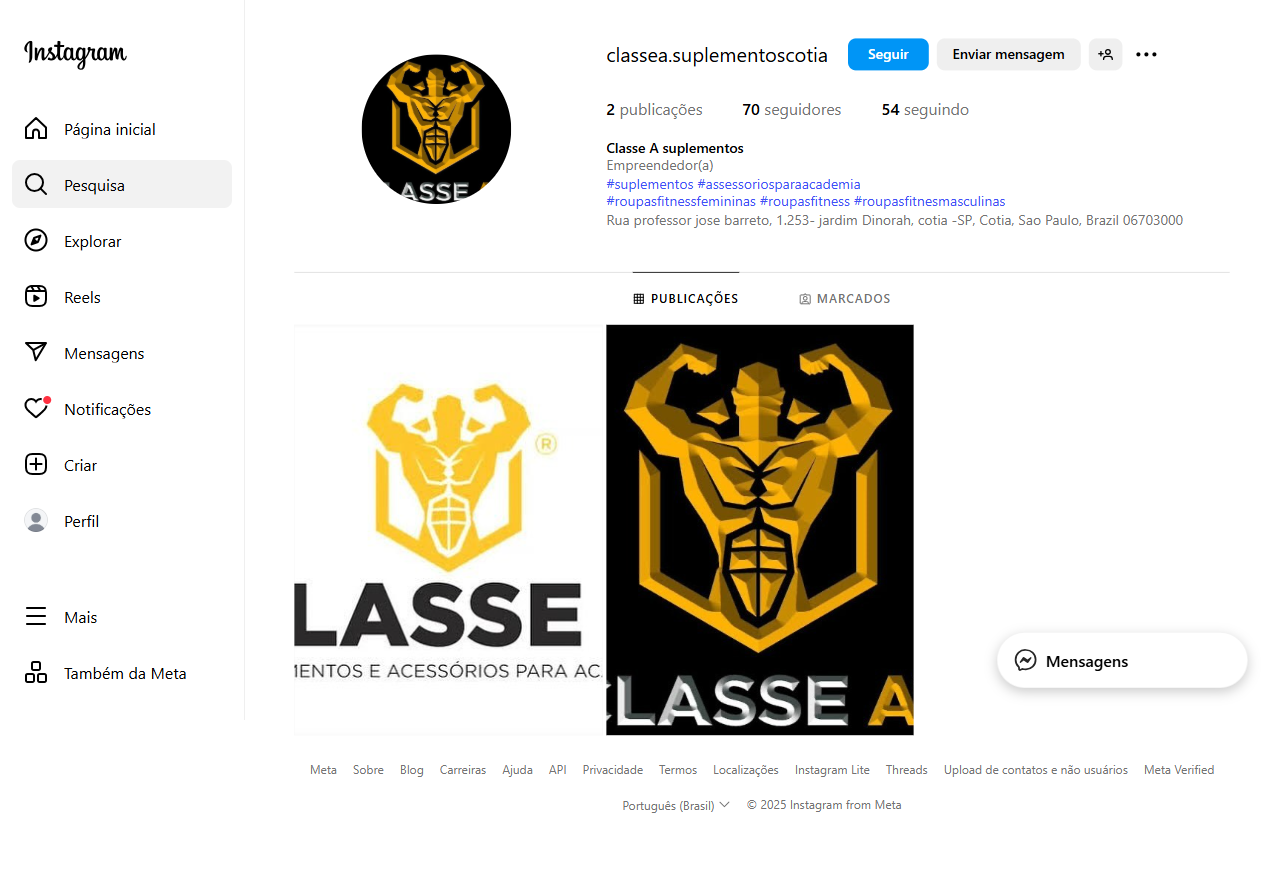 Instagram
Página inicial
Pesquisa
Explorar
Reels
Mensagens
Notificações
Criar
Perfil
Mais
Também da Meta
LASSE A
classea.suplementoscotia
Seguir
Enviar mensagem
2 publicações 70 seguidores 54 seguindo
Classe A suplementos
Empreendedor(a)
#suplementos #assessoriosparaacademia
#roupasfitnessfemininas #roupasfitness #roupasfitnesmasculinas
Rua professor jose barreto, 1.253- jardim Dinorah, cotia -SP, Cotia, Sao Paulo, Brazil 06703000
PUBLICAÇÕES MARCADOS
®
LASSE
MENTOS E ACESSÓRIOS PARA AC
CLASSE A
Mensagens
Meta Sobre Blog Carreiras Ajuda API Privacidade Termos Localizações Instagram Lite Threads Upload de contatos e não usuários Meta Verified
Português (Brasil) © 2025 Instagram from Meta